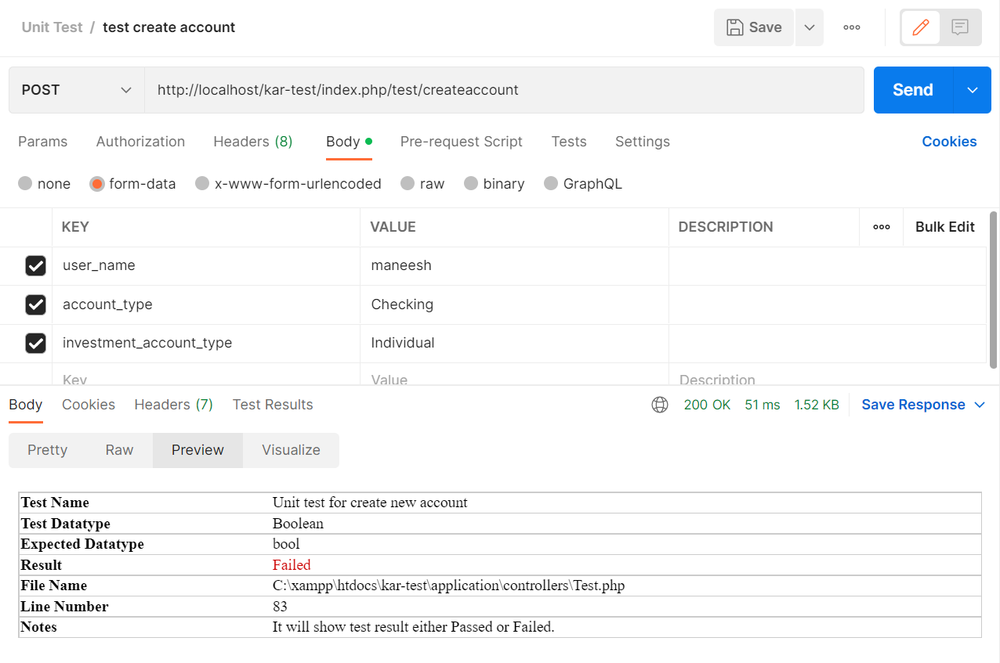 Unit Test / test create account
Save
POST
http://localhost/kar-test/index.php/test/createaccount
Send
Params Authorization Headers (8) Body Pre-request Script Tests Settings Cookies
none form-data x-www-form-urlencoded raw binary GraphQL
KEY VALUE DESCRIPTION Bulk Edit
user_name maneesh
account_type Checking
investment_account_type Individual
Key Value Description
Body Cookies Headers (7) Test Results 200 OK 51 ms 1.52 KB Save Response
Pretty Raw Preview Visualize
Test Name Unit test for create new account
Test Datatype Boolean
Expected Datatype bool
Result Failed
File Name C:\xampp\htdocs\kar-test\application\controllers\Test.php
Line Number 83
Notes It will show test result either Passed or Failed.